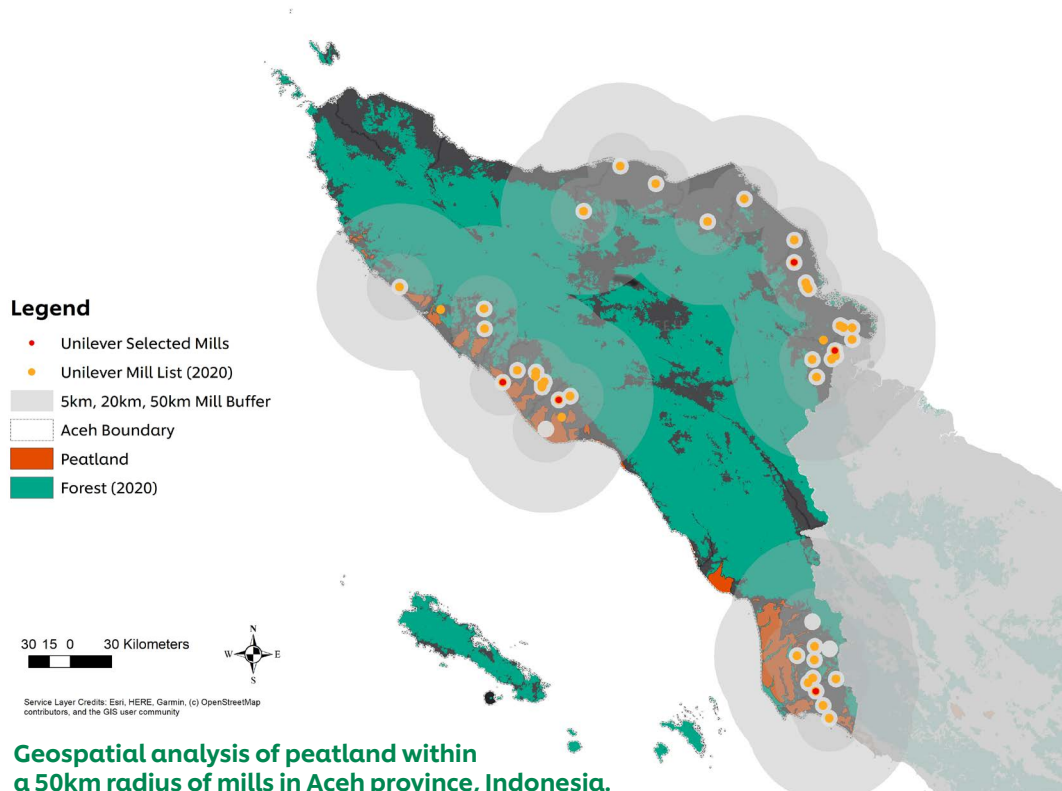 Legend
Unilever Selected Mills
Unilever Mill List (2020)
5km, 20km, 50km Mill Buffer
Aceh Boundary
Peatland
Forest (2020)
30 15 0 30 Kilometers
N
W E
S
Service Layer Credits: Esri, HERE, Garmin, (c) OpenStreetMap
contributors, and the GIS user community
Geospatial analysis of peatland within
a 50km radius of mills in Aceh province, Indonesia.